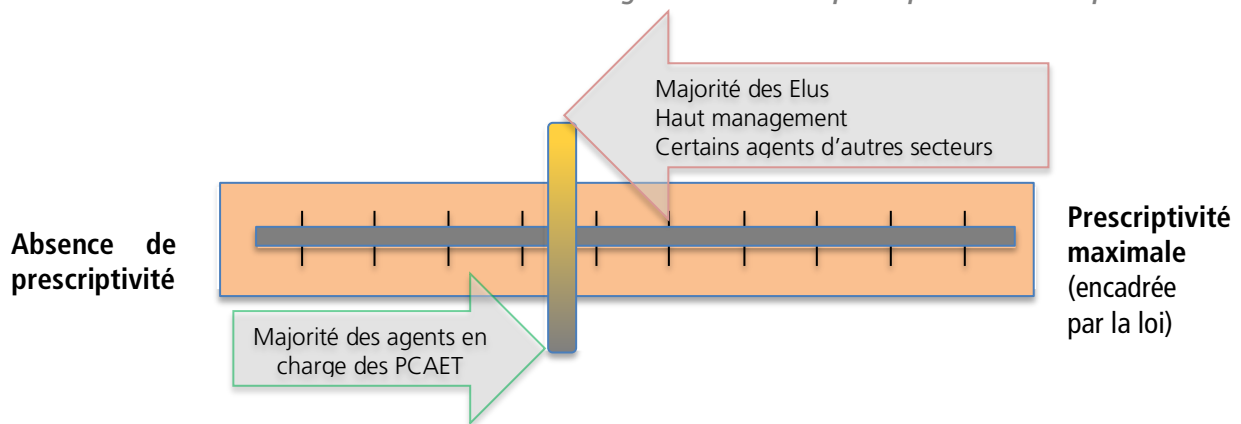 Majorité des Elus
Haut management
Certains agents d'autres secteurs
Absence de
prescriptivité
Prescriptivité
maximale
(encadrée
par la loi)
Majorité des agents en
charge des PCAET